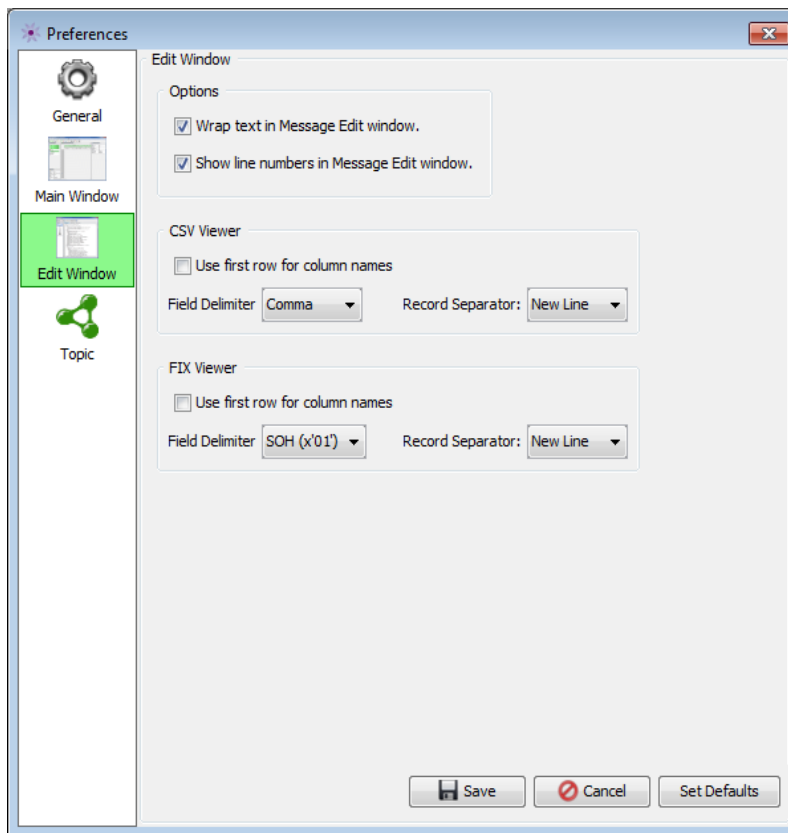 Preferences
General
Main Window
Edit Window
Topic
Edit Window
Options
Wrap text in Message Edit window.
Show line numbers in Message Edit window.
CSV Viewer
Use first row for column names
Field Delimiter Comma Record Separator: New Line
FIX Viewer
Use first row for column names
Field Delimiter SOH (x'01') Record Separator: New Line
Save Cancel Set Defaults